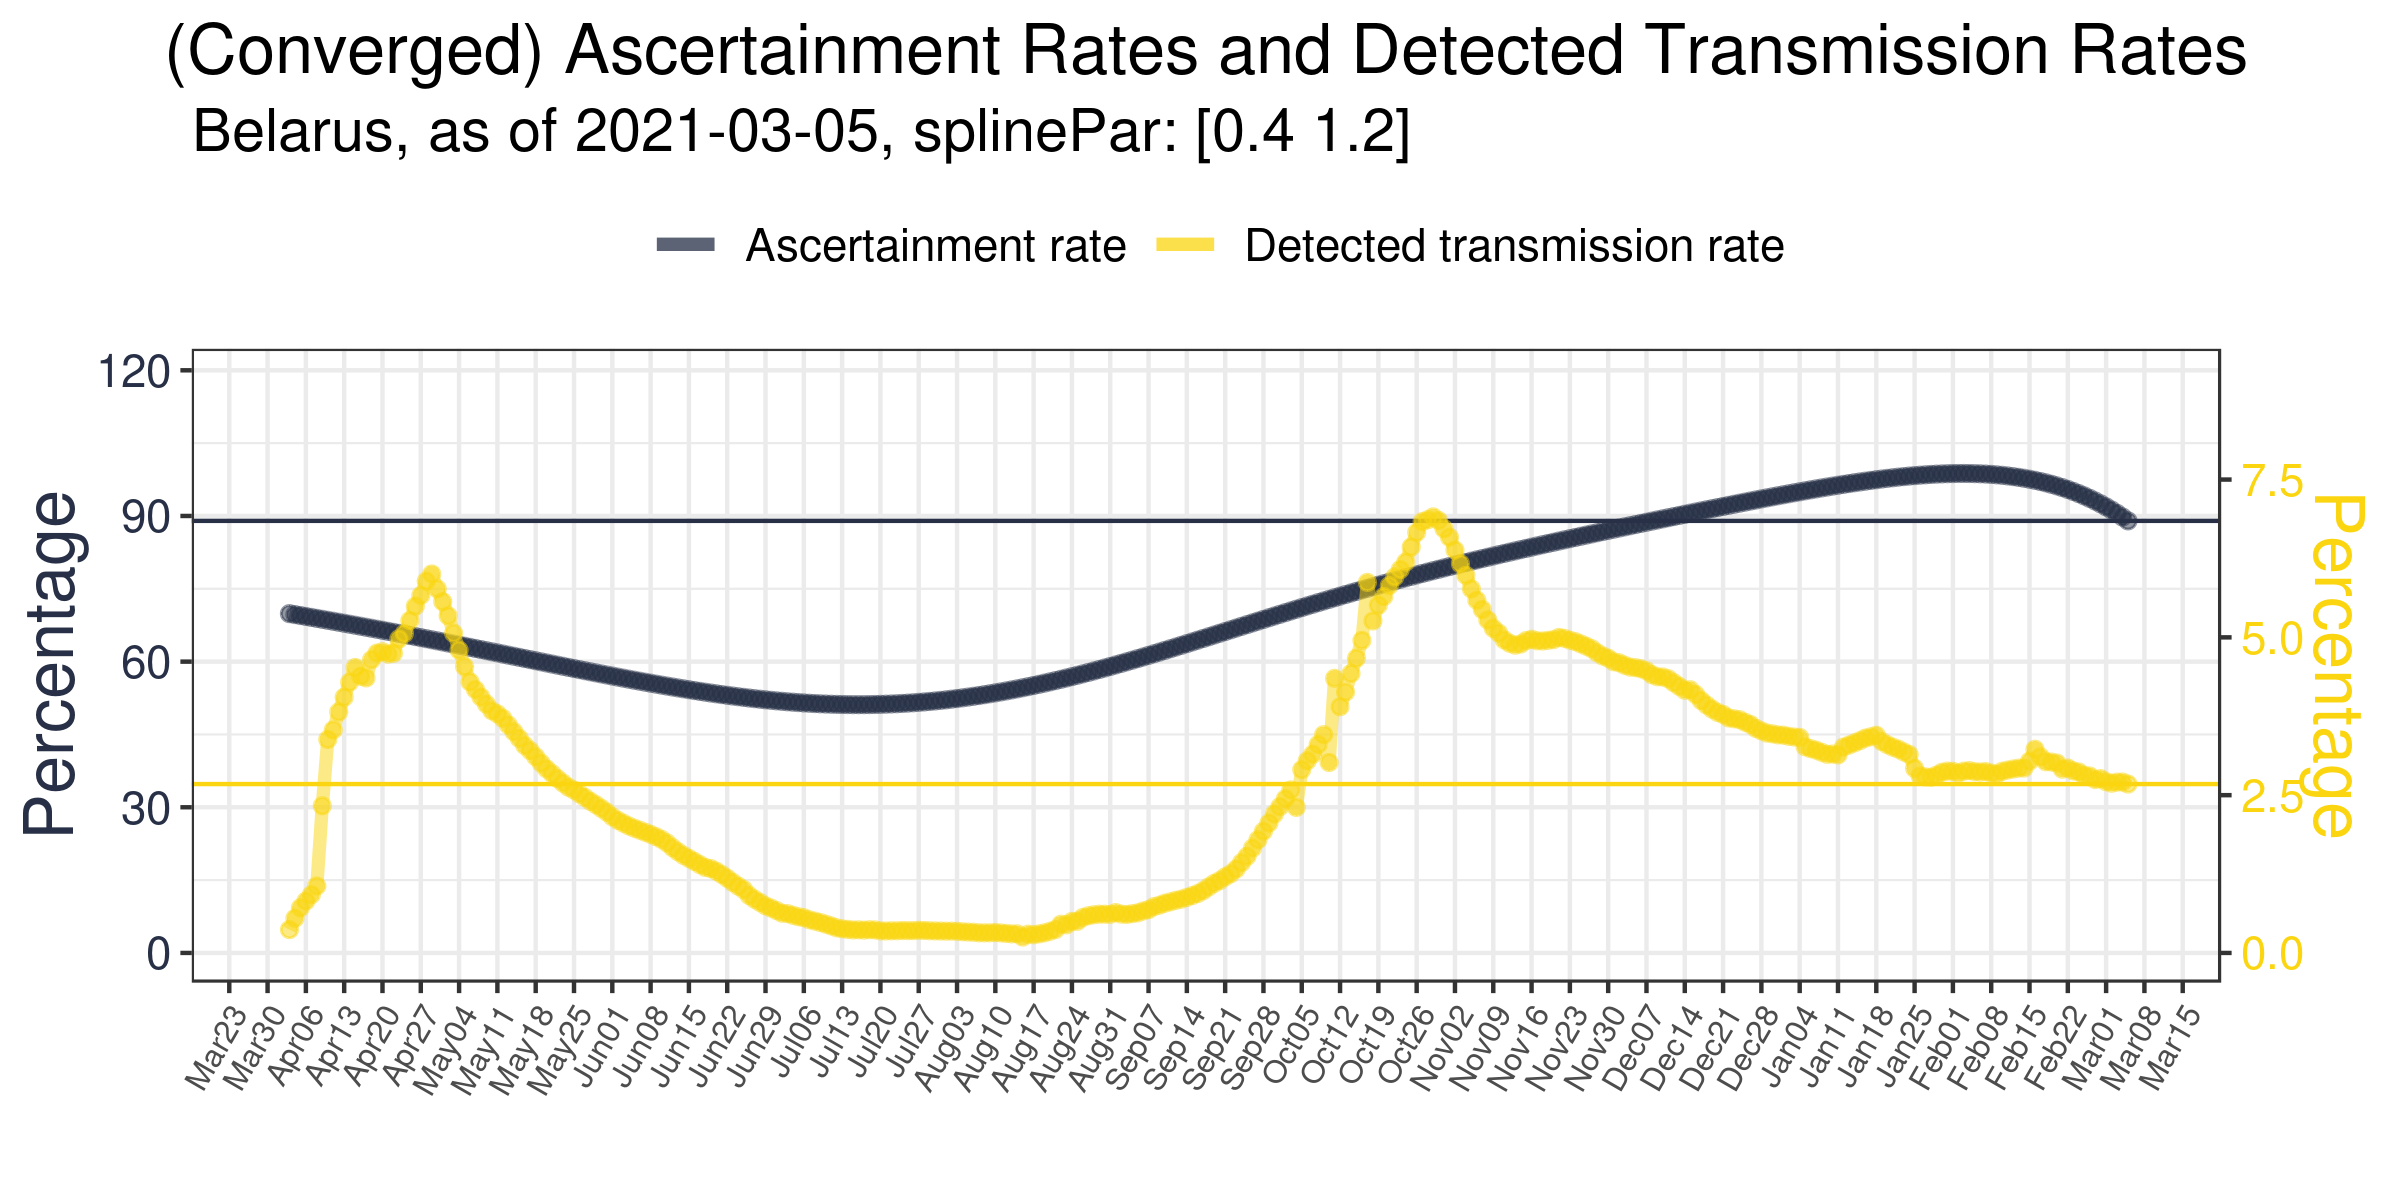 (Converged) Ascertainment Rates and Detected Transmission Rates
Belarus, as of 2021-03-05, splinePar: [0.4 1.2]
Ascertainment rate
Detected transmission rate
Percentage
120
90
60
30
0
7.5
5.0
2.5
0.0
Percentage
Mar23
Mar30
Apr06
Apr13
Apr20
Apr27
May04
May11
May18
May25
Jun01
Jun08
Jun15
Jun22
Jun29
Jul06
Jul13
Jul20
Jul27
Aug03
Aug10
Aug17
Aug24
Aug31
Sep07
Sep14
Sep21
Sep28
Oct05
Oct12
Oct19
Oct26
Nov02
Nov09
Nov16
Nov23
Nov30
Dec07
Dec14
Dec21
Dec28
Jan04
Jan11
Jan18
Jan25
Feb01
Feb08
Feb15
Feb22
Mar01
Mar08
Mar15